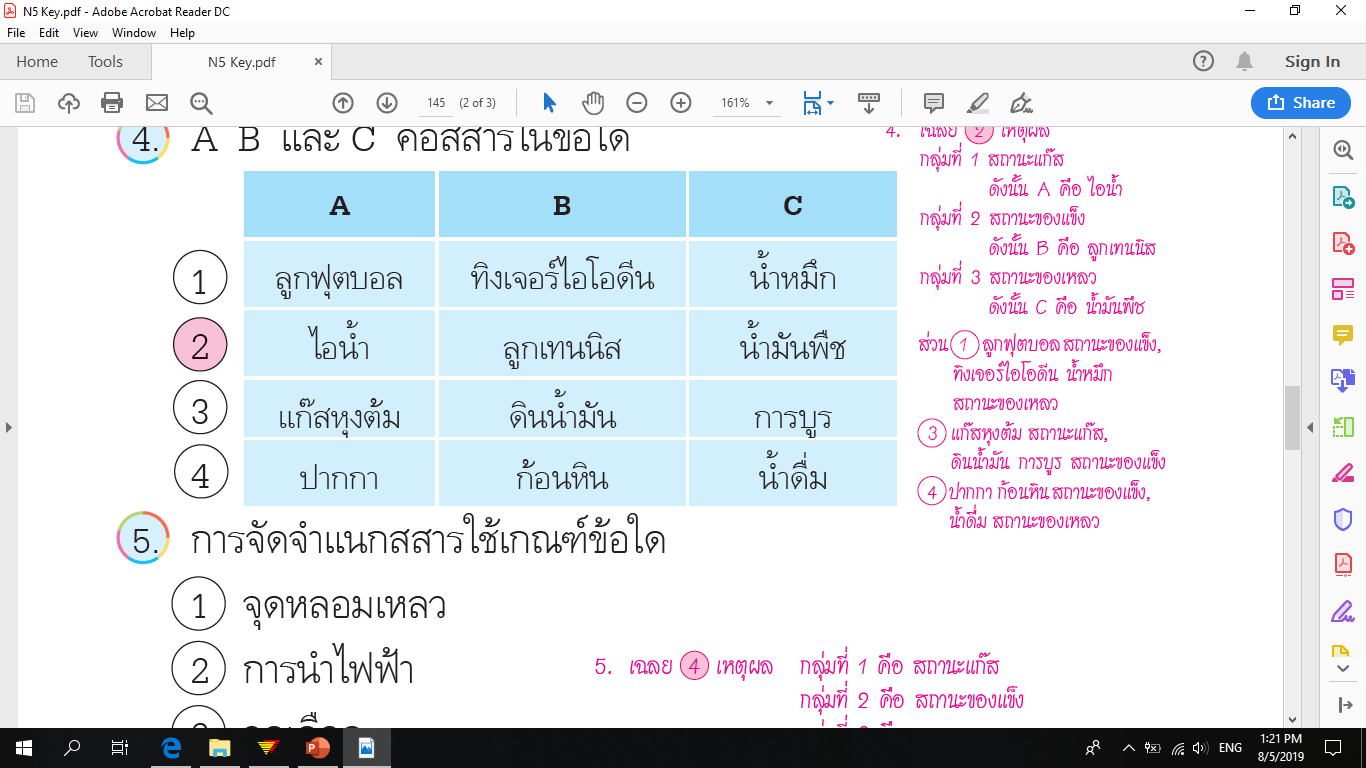 N5 Key.pdf - Adobe Acrobat Reader DC
File Edit View Window Help
Home Tools N5 Key.pdf × Sign In
145 (2 of 3) 161% Share
4. A B และ C คือสสารในข้อใด
A B C
1 ลูกฟุตบอล ทิงเจอร์ไอโอดีน น้ำหมึก
2 ไอน้ำ ลูกเทนนิส น้ำมันพืช
3 แก๊สหุงต้ม ดินน้ำมัน การบูร
4 ปากกา ก้อนหิน น้ำดื่ม
4. เฉลย 2 เหตุผล
กลุ่มที่ 1 สถานะแก๊ส
ดังนั้น A คือ ไอน้ำ
กลุ่มที่ 2 สถานะของแข็ง
ดังนั้น B คือ ลูกเทนนิส
กลุ่มที่ 3 สถานะของเหลว
ดังนั้น C คือ น้ำมันพืช
ส่วน 1 ลูกฟุตบอล สถานะของแข็ง,
ทิงเจอร์ไอโอดีน น้ำหมึก
สถานะของเหลว
3 แก๊สหุงต้ม สถานะแก๊ส,
ดินน้ำมัน การบูร สถานะของแข็ง
4 ปากกา ก้อนหิน สถานะของแข็ง,
น้ำดื่ม สถานะของเหลว
5. การจัดจำแนกสสารใช้เกณฑ์ข้อใด
1 จุดหลอมเหลว
2 การนำไฟฟ้า
5. เฉลย 4 เหตุผล กลุ่มที่ 1 คือ สถานะแก๊ส
กลุ่มที่ 2 คือ สถานะของแข็ง
ENG
1:21 PM
8/5/2019